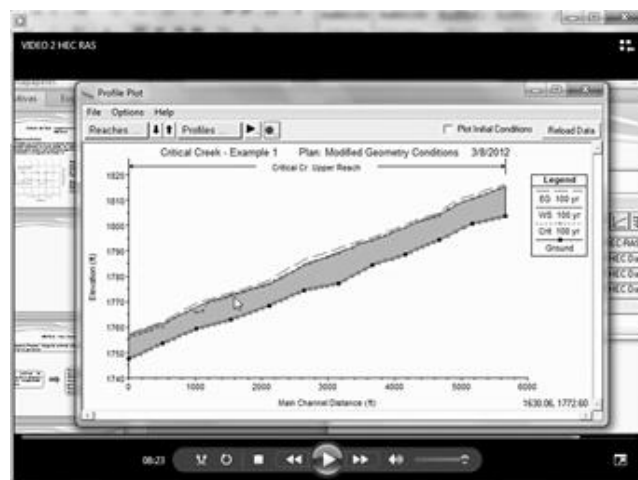 VIDEO 2 HEC RAS
Profile Plot
File Options Help
Reaches ... Profiles ... Plot Initial Conditions Reload Data
Critical Creek - Example 1 Plan: Modified Geometry Conditions 3/8/2012
Critical Cr. Upper Reach
Legend
EG 100 yr
WS 100 yr
Crit 100 yr
Ground
1820
1810
1800
1790
1780
1770
1760
1750
1740
Elevation (ft)
0 1000 2000 3000 4000 5000 6000
Main Channel Distance (ft)
1630.06, 1772.60
08:23